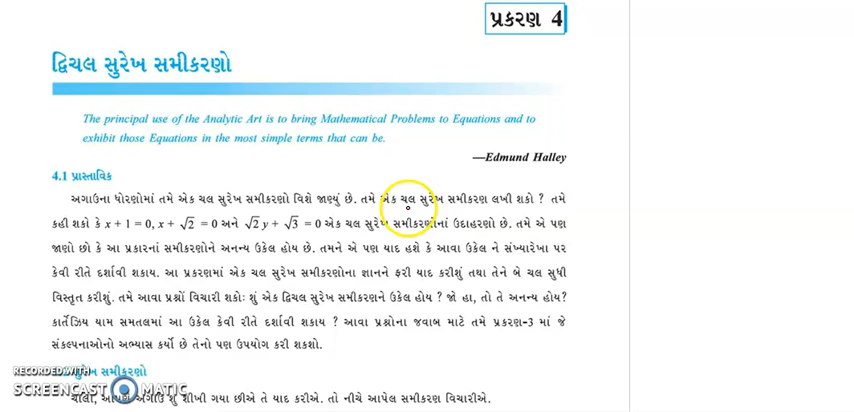 પ્રકરણ 4
દ્વિચલ સુરેખ સમીકરણો
The principal use of the Analytic Art is to bring Mathematical Problems to Equations and to
exhibit those Equations in the most simple terms that can be.
—Edmund Halley
4.1 પ્રાસ્તાવિક
અગાઉના ધોરણોમાં તમે એક ચલ સુરેખ સમીકરણો વિશે જાણ્યું છે. તમે એક ચલ સુરેખ સમીકરણ લખી શકો ? તમે
કહી શકો કે x + 1 = 0, x + √2 = 0 અને √2 y + √3 = 0 એક ચલ સુરેખ સમીકરણોનાં ઉદાહરણો છે. તમે એ પણ
જાણો છો કે આ પ્રકારનાં સમીકરણોને અનન્ય ઉકેલ હોય છે. તમને એ પણ યાદ હશે કે આવા ઉકેલ ને સંખ્યારેખા પર
કેવી રીતે દર્શાવી શકાય. આ પ્રકરણમાં એક ચલ સુરેખ સમીકરણોના જ્ઞાનને ફરી યાદ કરીશું તથા તેને બે ચલ સુધી
વિસ્તૃત કરીશું. તમે આવા પ્રશ્નો વિચારી શકો: શું એક દ્વિચલ સુરેખ સમીકરણને ઉકેલ હોય ? જો હા, તો તે અનન્ય હોય?
કાર્તેઝિય યામ સમતલમાં આ ઉકેલ કેવી રીતે દર્શાવી શકાય ? આવા પ્રશ્નોના જવાબ માટે તમે પ્રકરણ-3 માં જે
સંકલ્પનાઓનો અભ્યાસ કર્યો છે તેનો પણ ઉપયોગ કરી શકશો.
RECORDED WITH
સુરેખ સમીકરણો
SCREENCAST MATIC
ચાલો, આપણે અગાઉ શું શીખી ગયા છીએ તે યાદ કરીએ. તો નીચે આપેલ સમીકરણ વિચારીએ.